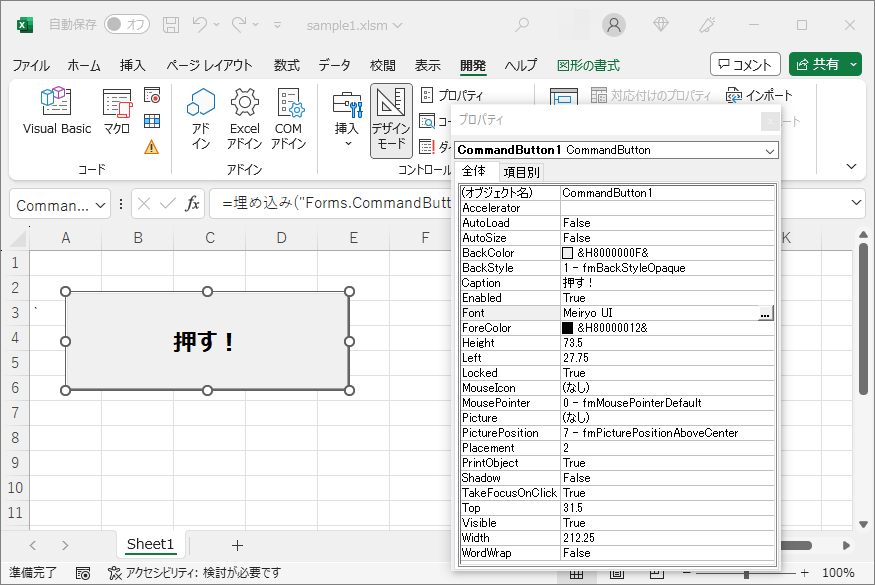 自動保存 オフ sample1.xlsm
ファイル ホーム 挿入 ページ レイアウト 数式 データ 校閲 表示 開発 ヘルプ 図形の書式 コメント 共有
Visual Basic
マクロ
コード
アド
イン
Excel
アドイン
COM
アドイン
アドイン
挿入
デザイン
モード
プロパティ
コ
コントロール
対応付けのプロパティ
インポート
ート
Comman... fx =埋め込み("Forms.CommandButt
A B C D E F K
1
2
3
4
5
6
7
8
9
10
11
押す！
プロパティ
CommandButton1 CommandButton
全体 項目別
(オブジェクト名) CommandButton1
Accelerator
AutoLoad False
AutoSize False
BackColor &H8000000F&
BackStyle 1 - fmBackStyleOpaque
Caption 押す！
Enabled True
Font Meiryo UI ...
ForeColor &H80000012&
Height 73.5
Left 27.75
Locked True
MouseIcon (なし)
MousePointer 0 - fmMousePointerDefault
Picture (なし)
PicturePosition 7 - fmPicturePositionAboveCenter
Placement 2
PrintObject True
Shadow False
TakeFocusOnClick True
Top 31.5
Visible True
Width 212.25
WordWrap False
Sheet1
準備完了 アクセシビリティ: 検討が必要です 100%